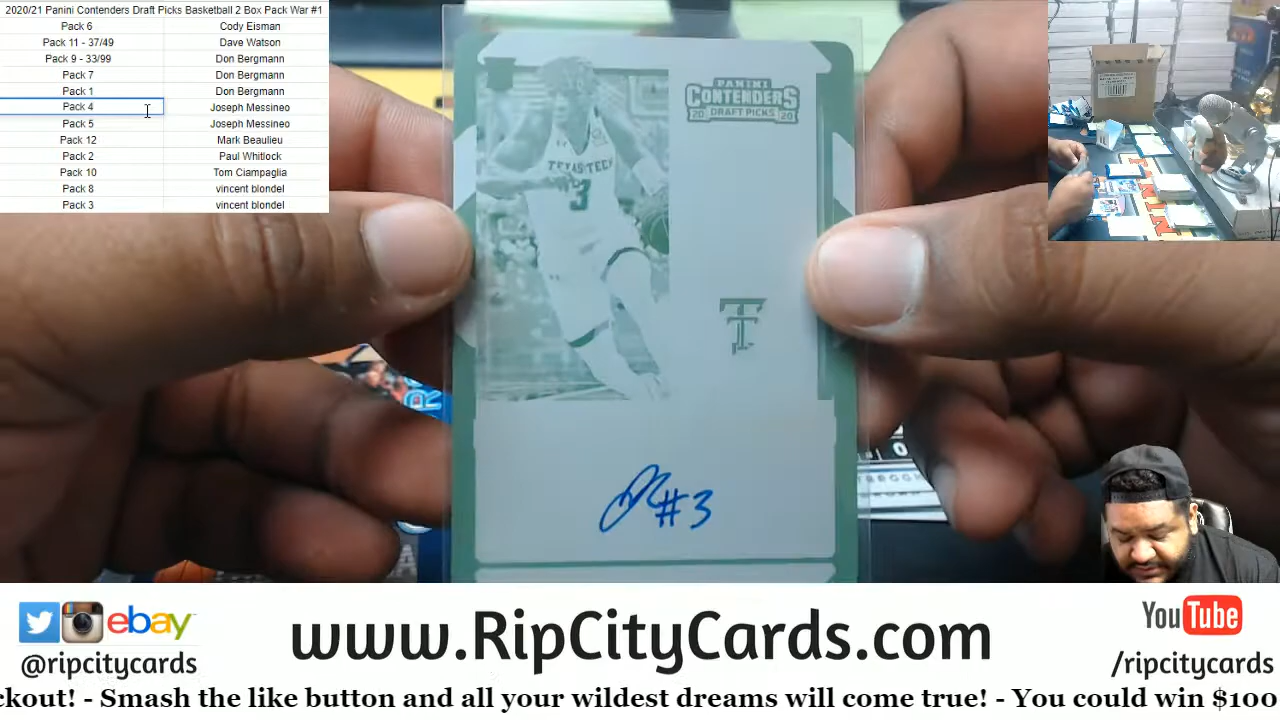 2020/21 Panini Contenders Draft Picks Basketball 2 Box Pack War #1
Pack 6 Cody Eisman
Pack 11 - 37/49 Dave Watson
Pack 9 - 33/99 Don Bergmann
Pack 7 Don Bergmann
Pack 1 Don Bergmann
Pack 4 Joseph Messineo
Pack 5 Joseph Messineo
Pack 12 Mark Beaulieu
Pack 2 Paul Whitlock
Pack 10 Tom Ciampaglia
Pack 8 vincent blondel
Pack 3 vincent blondel
PANINI
CONTENDERS
20 DRAFT PICKS 20
TEXAS TECH
3
#3
ebay
@ripcitycards
www.RipCityCards.com
YouTube
/ripcitycards
ckout! - Smash the like button and all your wildest dreams will come true! - You could win $100